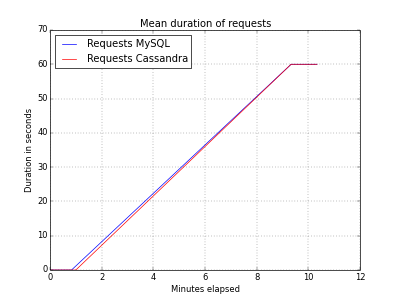 Mean duration of requests
70
60
50
40
30
20
10
0
Duration in seconds
Requests MySQL
Requests Cassandra
0 2 4 6 8 10 12
Minutes elapsed